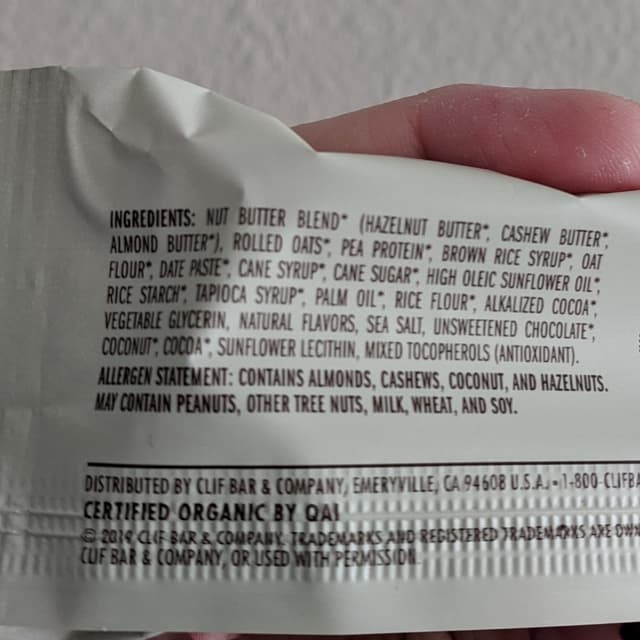 INGREDIENTS: NUT BUTTER BLEND* (HAZELNUT BUTTER*, CASHEW BUTTER*,
ALMOND BUTTER*), ROLLED OATS*, PEA PROTEIN*, BROWN RICE SYRUP*, OAT
FLOUR*, DATE PASTE*, CANE SYRUP*, CANE SUGAR*, HIGH OLEIC SUNFLOWER OIL*,
RICE STARCH*, TAPIOCA SYRUP*, PALM OIL*, RICE FLOUR*, ALKALIZED COCOA*,
VEGETABLE GLYCERIN, NATURAL FLAVORS, SEA SALT, UNSWEETENED CHOCOLATE*,
COCONUT*, COCOA*, SUNFLOWER LECITHIN, MIXED TOCOPHEROLS (ANTIOXIDANT).
ALLERGEN STATEMENT: CONTAINS ALMONDS, CASHEWS, COCONUT, AND HAZELNUTS.
MAY CONTAIN PEANUTS, OTHER TREE NUTS, MILK, WHEAT, AND SOY.
DISTRIBUTED BY CLIF BAR & COMPANY, EMERYVILLE, CA 94608 U.S.A. • 1-800-CLIFBA
CERTIFIED ORGANIC BY QAI
© 2019 CLIF BAR & COMPANY. TRADEMARKS AND REGISTERED TRADEMARKS ARE OWN
CLIF BAR & COMPANY, OR USED WITH PERMISSION.